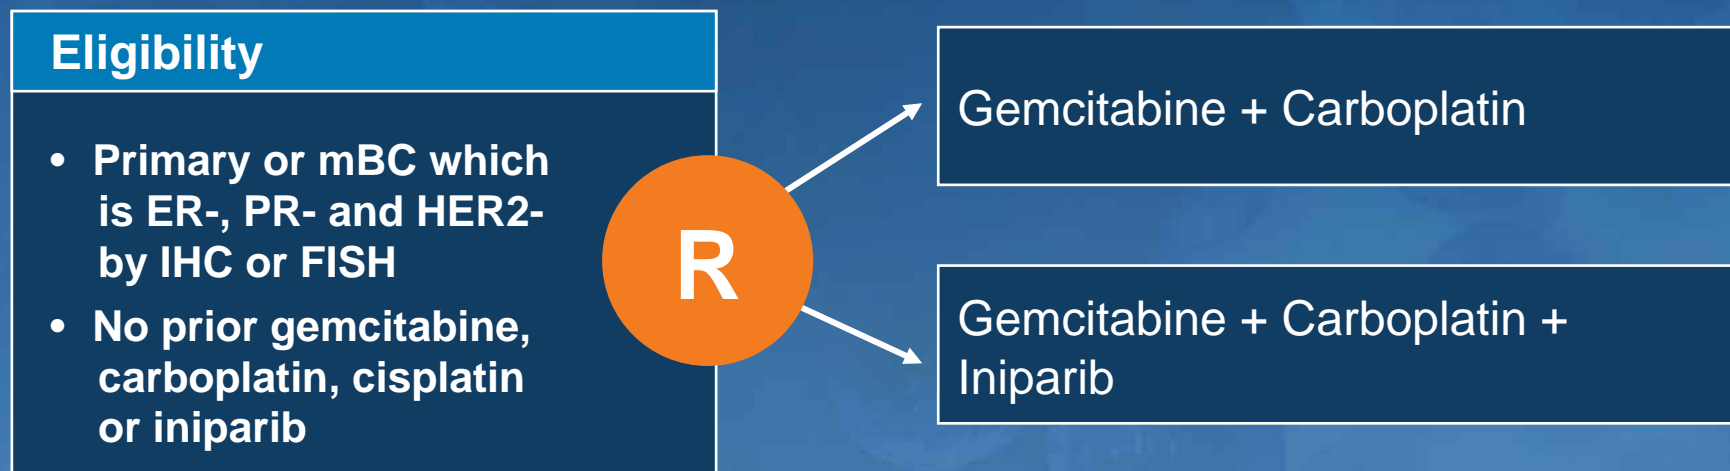 Eligibility
• Primary or mBC which
is ER-, PR- and HER2-
by IHC or FISH
• No prior gemcitabine,
carboplatin, cisplatin
or iniparib
R
Gemcitabine + Carboplatin
Gemcitabine + Carboplatin +
Iniparib